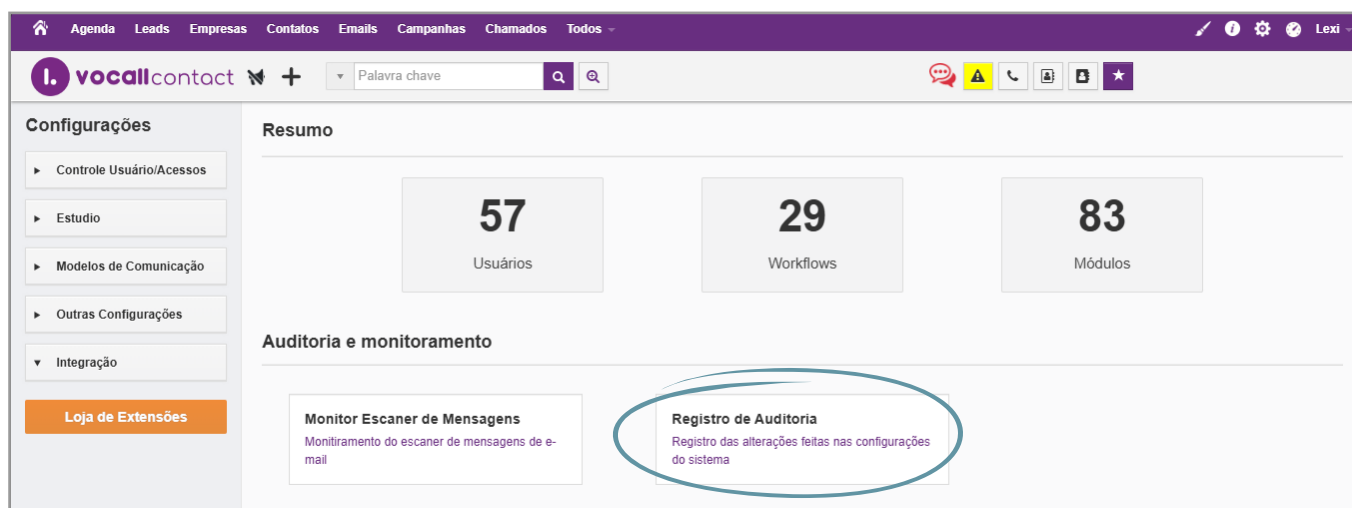 Agenda Leads Empresas Contatos Emails Campanhas Chamados Todos Lexi
l. vocallcontact Palavra chave
Configurações
Controle Usuário/Acessos
Estudio
Modelos de Comunicação
Outras Configurações
Integração
Loja de Extensões
Resumo
57
Usuários
29
Workflows
83
Módulos
Auditoria e monitoramento
Monitor Escaner de Mensagens
Monitiramento do escaner de mensagens de e-
mail
Registro de Auditoria
Registro das alterações feitas nas configurações
do sistema